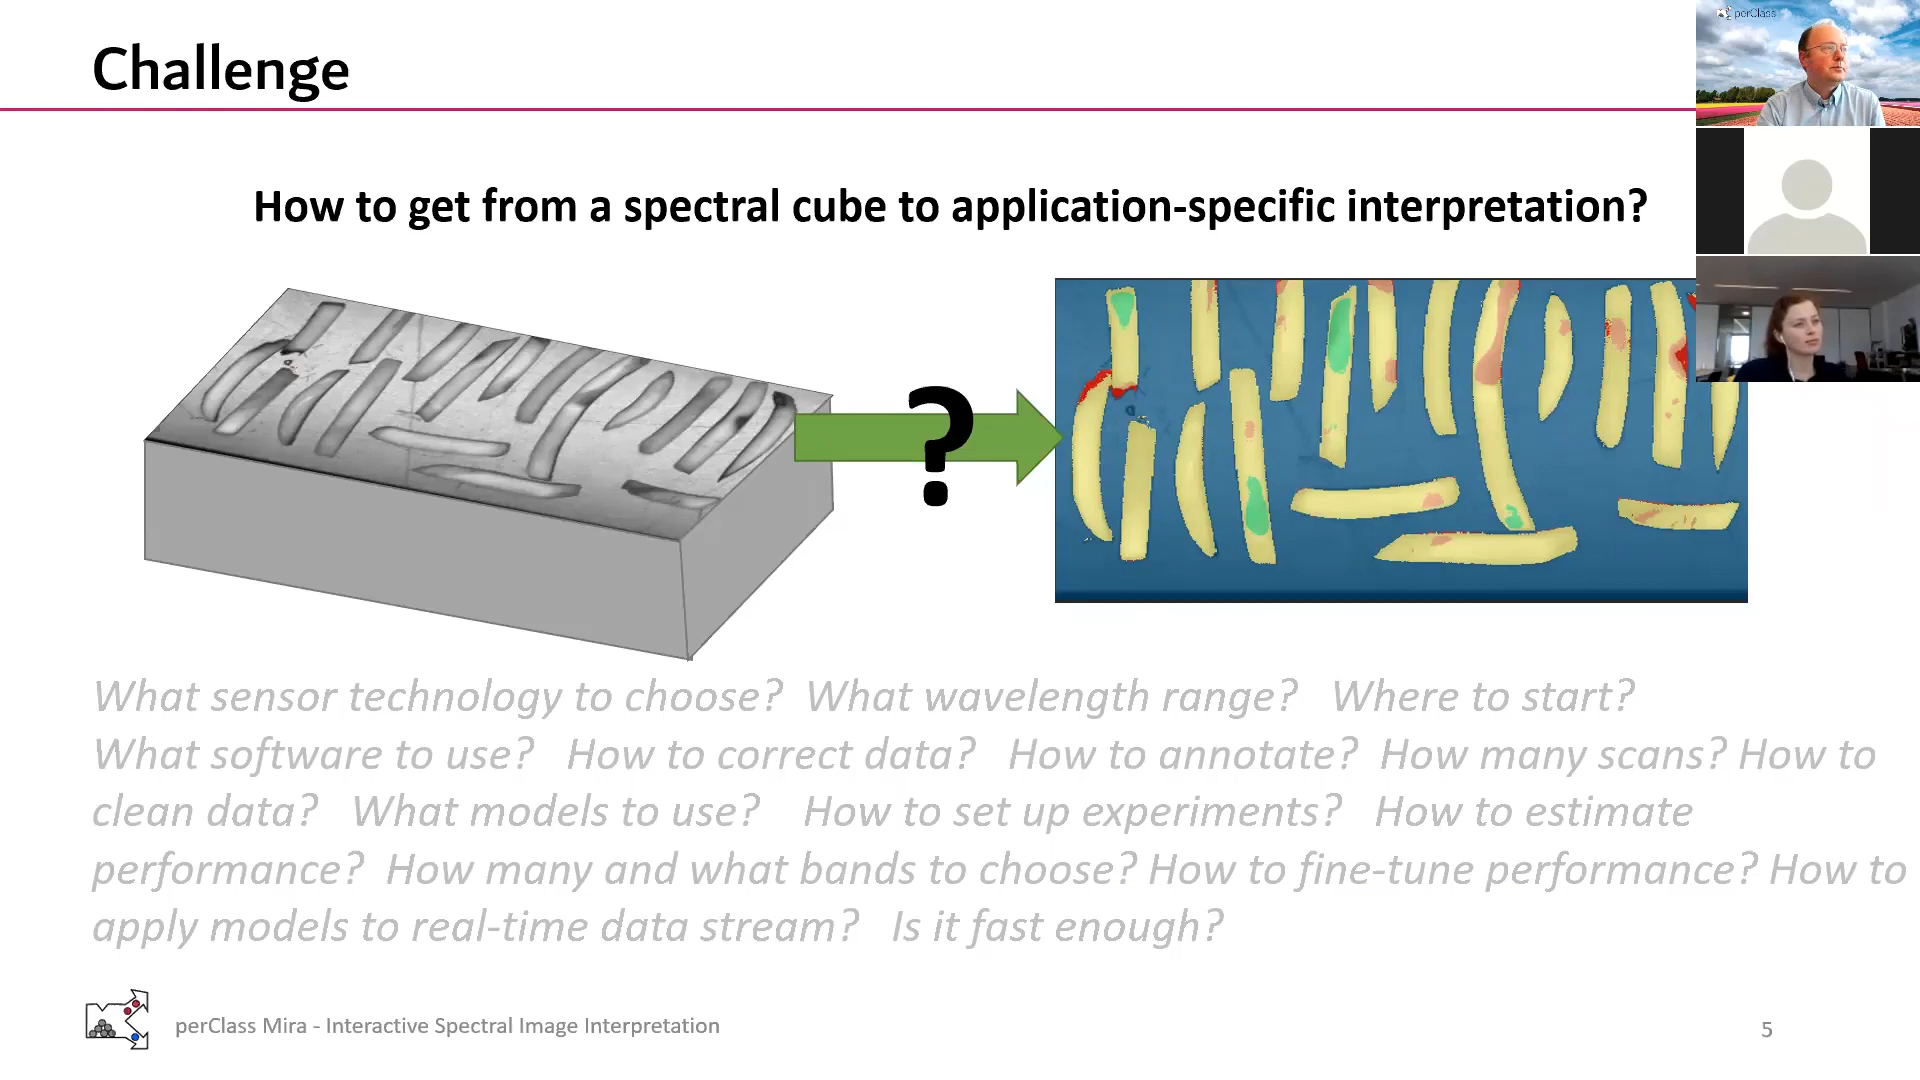 Challenge
perClass
How to get from a spectral cube to application-specific interpretation?
?
What sensor technology to choose? What wavelength range? Where to start?
What software to use? How to correct data? How to annotate? How many scans? How to
clean data? What models to use? How to set up experiments? How to estimate
performance? How many and what bands to choose? How to fine-tune performance? How to
apply models to real-time data stream? Is it fast enough?
perClass Mira - Interactive Spectral Image Interpretation
5